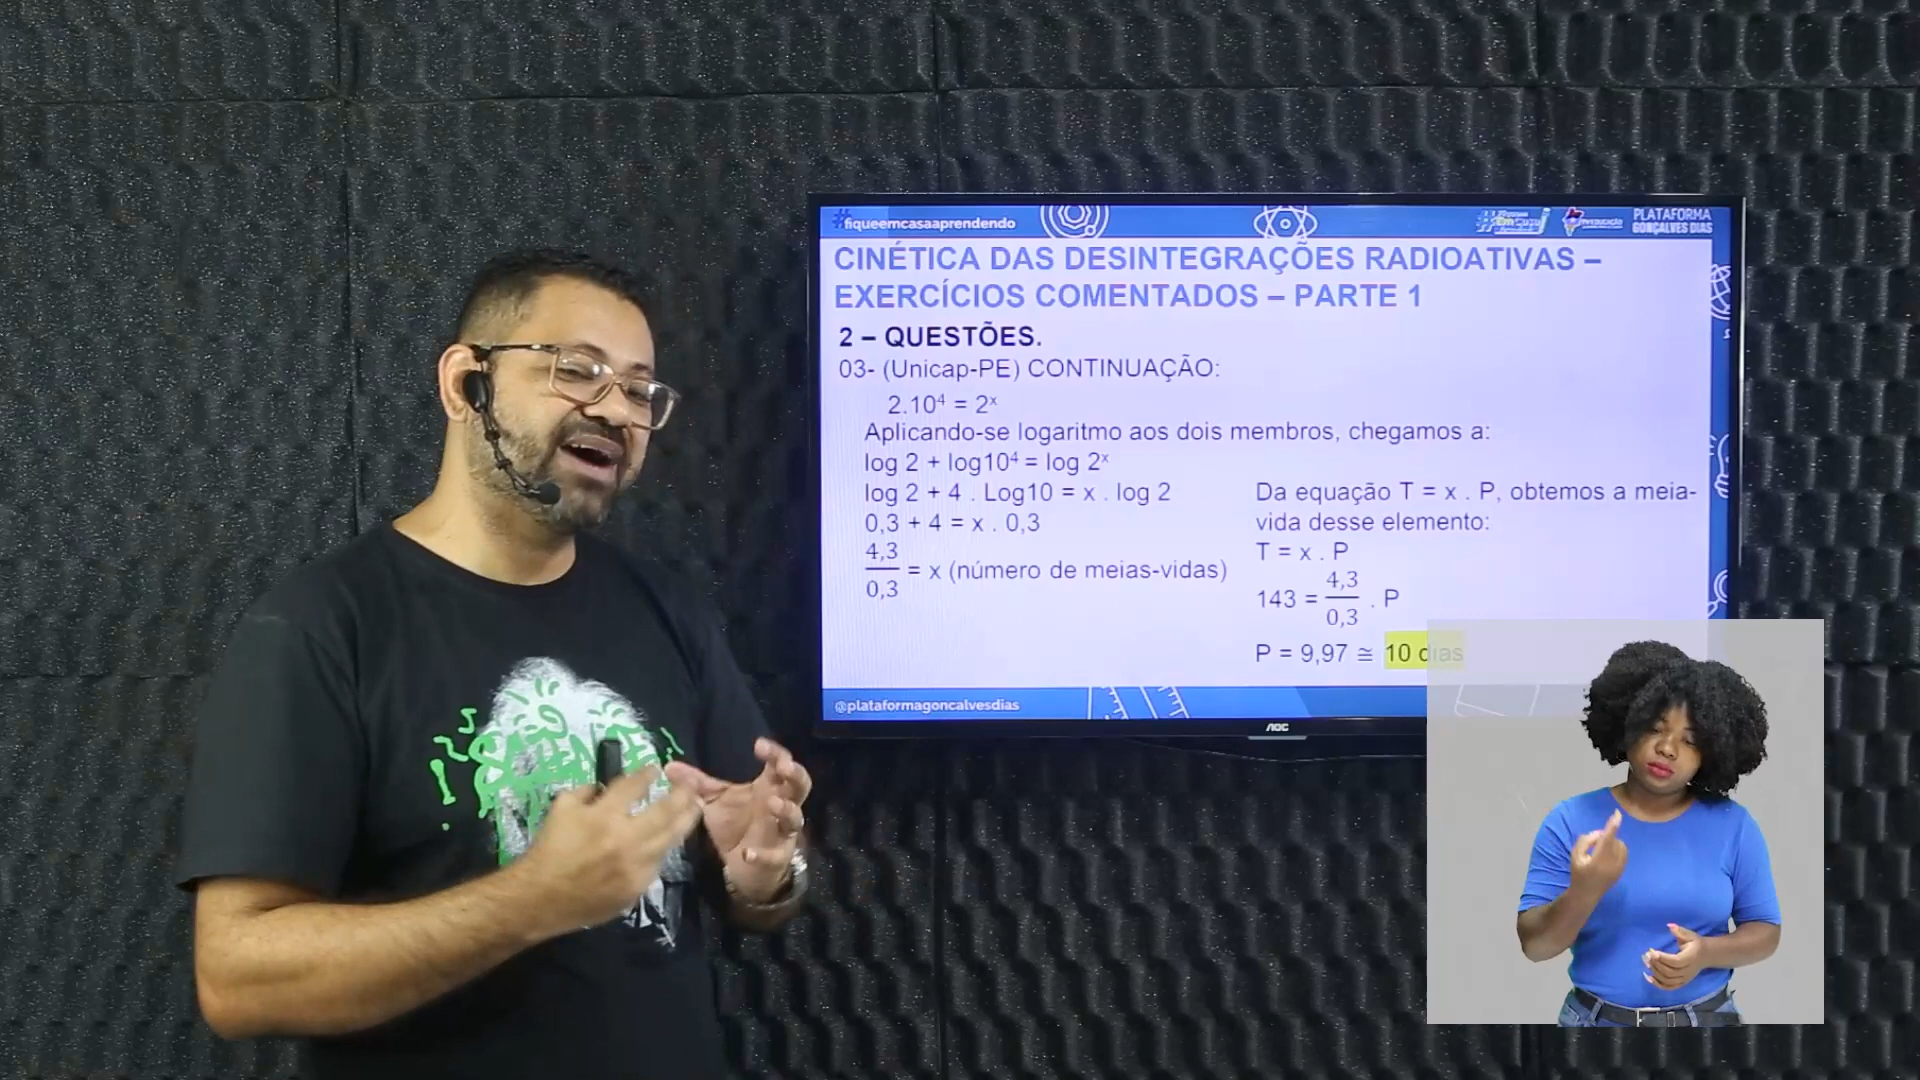 #fiqueemcasaaprendendo
PLATAFORMA
GONÇALVES DIAS
CINÉTICA DAS DESINTEGRAÇÕES RADIOATIVAS –
EXERCÍCIOS COMENTADOS – PARTE 1
2 – QUESTÕES.
03- (Unicap-PE) CONTINUAÇÃO:
2.10⁴ = 2ˣ
Aplicando-se logaritmo aos dois membros, chegamos a:
log 2 + log10⁴ = log 2ˣ
log 2 + 4 . Log10 = x . log 2
0,3 + 4 = x . 0,3
4,3
0,3
= x (número de meias-vidas)
Da equação T = x . P, obtemos a meia-
vida desse elemento:
T = x . P
143 = 4,3
0,3
. P
P = 9,97 ≅ 10 dias
@plataformagoncalvesdias
AOC